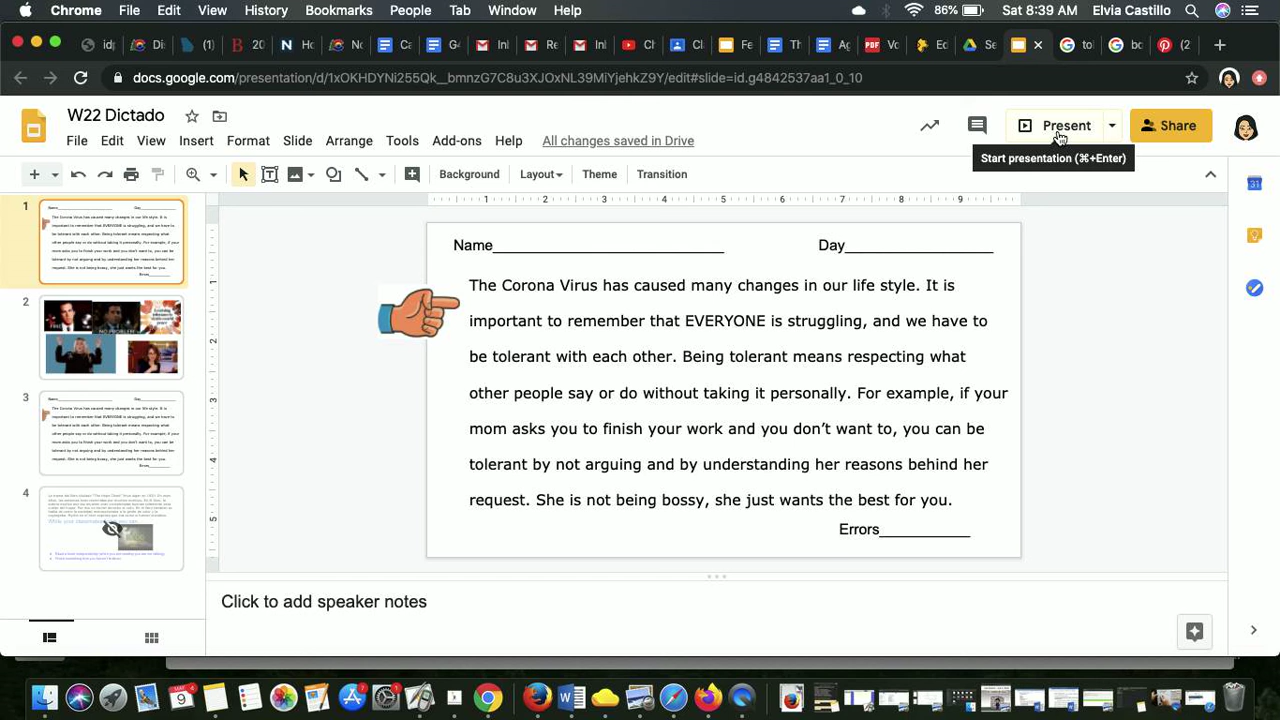 Chrome File Edit View History Bookmarks People Tab Window Help 86% Sat 8:39 AM Elvia Castillo
docs.google.com/presentation/d/1xOKHDYNi255Qk__bmnzG7C8u3XJOxNL39MiYjehkZ9Y/edit#slide=id.g4842537aa1_0_10
W22 Dictado
File Edit View Insert Format Slide Arrange Tools Add-ons Help All changes saved in Drive
Present Share
Start presentation (⌘+Enter)
Background Layout Theme Transition
Name Day
The Corona Virus has caused many changes in our life style. It is
important to remember that EVERYONE is struggling, and we have to
be tolerant with each other. Being tolerant means respecting what
other people say or do without taking it personally. For example, if your
mom asks you to finish your work and you don't want to, you can be
tolerant by not arguing and by understanding her reasons behind her
request. She is not being bossy, she just wants the best for you.
Errors
Click to add speaker notes